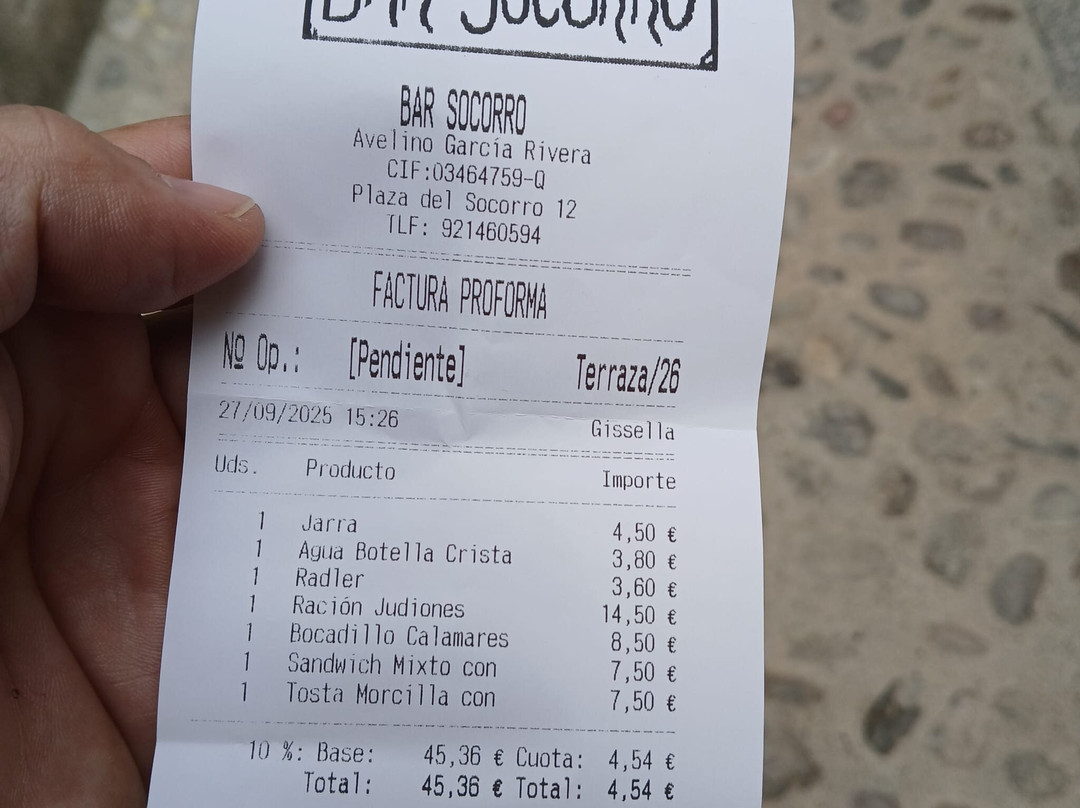 BAR SOCORRO
BAR SOCORRO
Avelino García Rivera
CIF:03464759-Q
Plaza del Socorro 12
TLF: 921460594
FACTURA PROFORMA
Nº Op.: [Pendiente] Terraza/26
27/09/2025 15:26 Gissella
Uds. Producto Importe
1 Jarra 4,50 €
1 Agua Botella Crista 3,80 €
1 Radler 3,60 €
1 Ración Judiones 14,50 €
1 Bocadillo Calamares 8,50 €
1 Sandwich Mixto con 7,50 €
1 Tosta Morcilla con 7,50 €
10 %: Base: 45,36 € Cuota: 4,54 €
Total: 45,36 € Total: 4,54 €